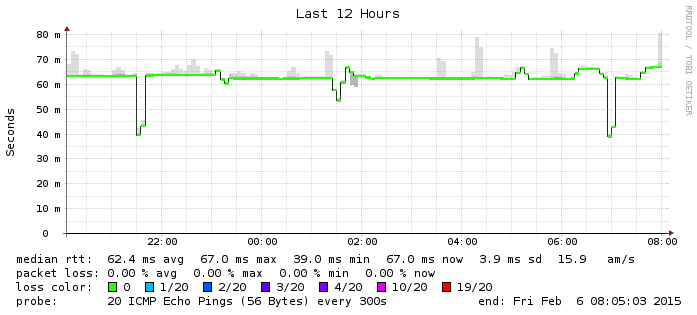 Last 12 Hours
RRDTOOL / TOBI OETIKER
Seconds
80 m
70 m
60 m
50 m
40 m
30 m
20 m
10 m
0
22:00 00:00 02:00 04:00 06:00 08:00
median rtt: 62.4 ms avg 67.0 ms max 39.0 ms min 67.0 ms now 3.9 ms sd 15.9 am/s
packet loss: 0.00 % avg 0.00 % max 0.00 % min 0.00 % now
loss color: 0 1/20 2/20 3/20 4/20 10/20 19/20
probe: 20 ICMP Echo Pings (56 Bytes) every 300s end: Fri Feb 6 08:05:03 2015